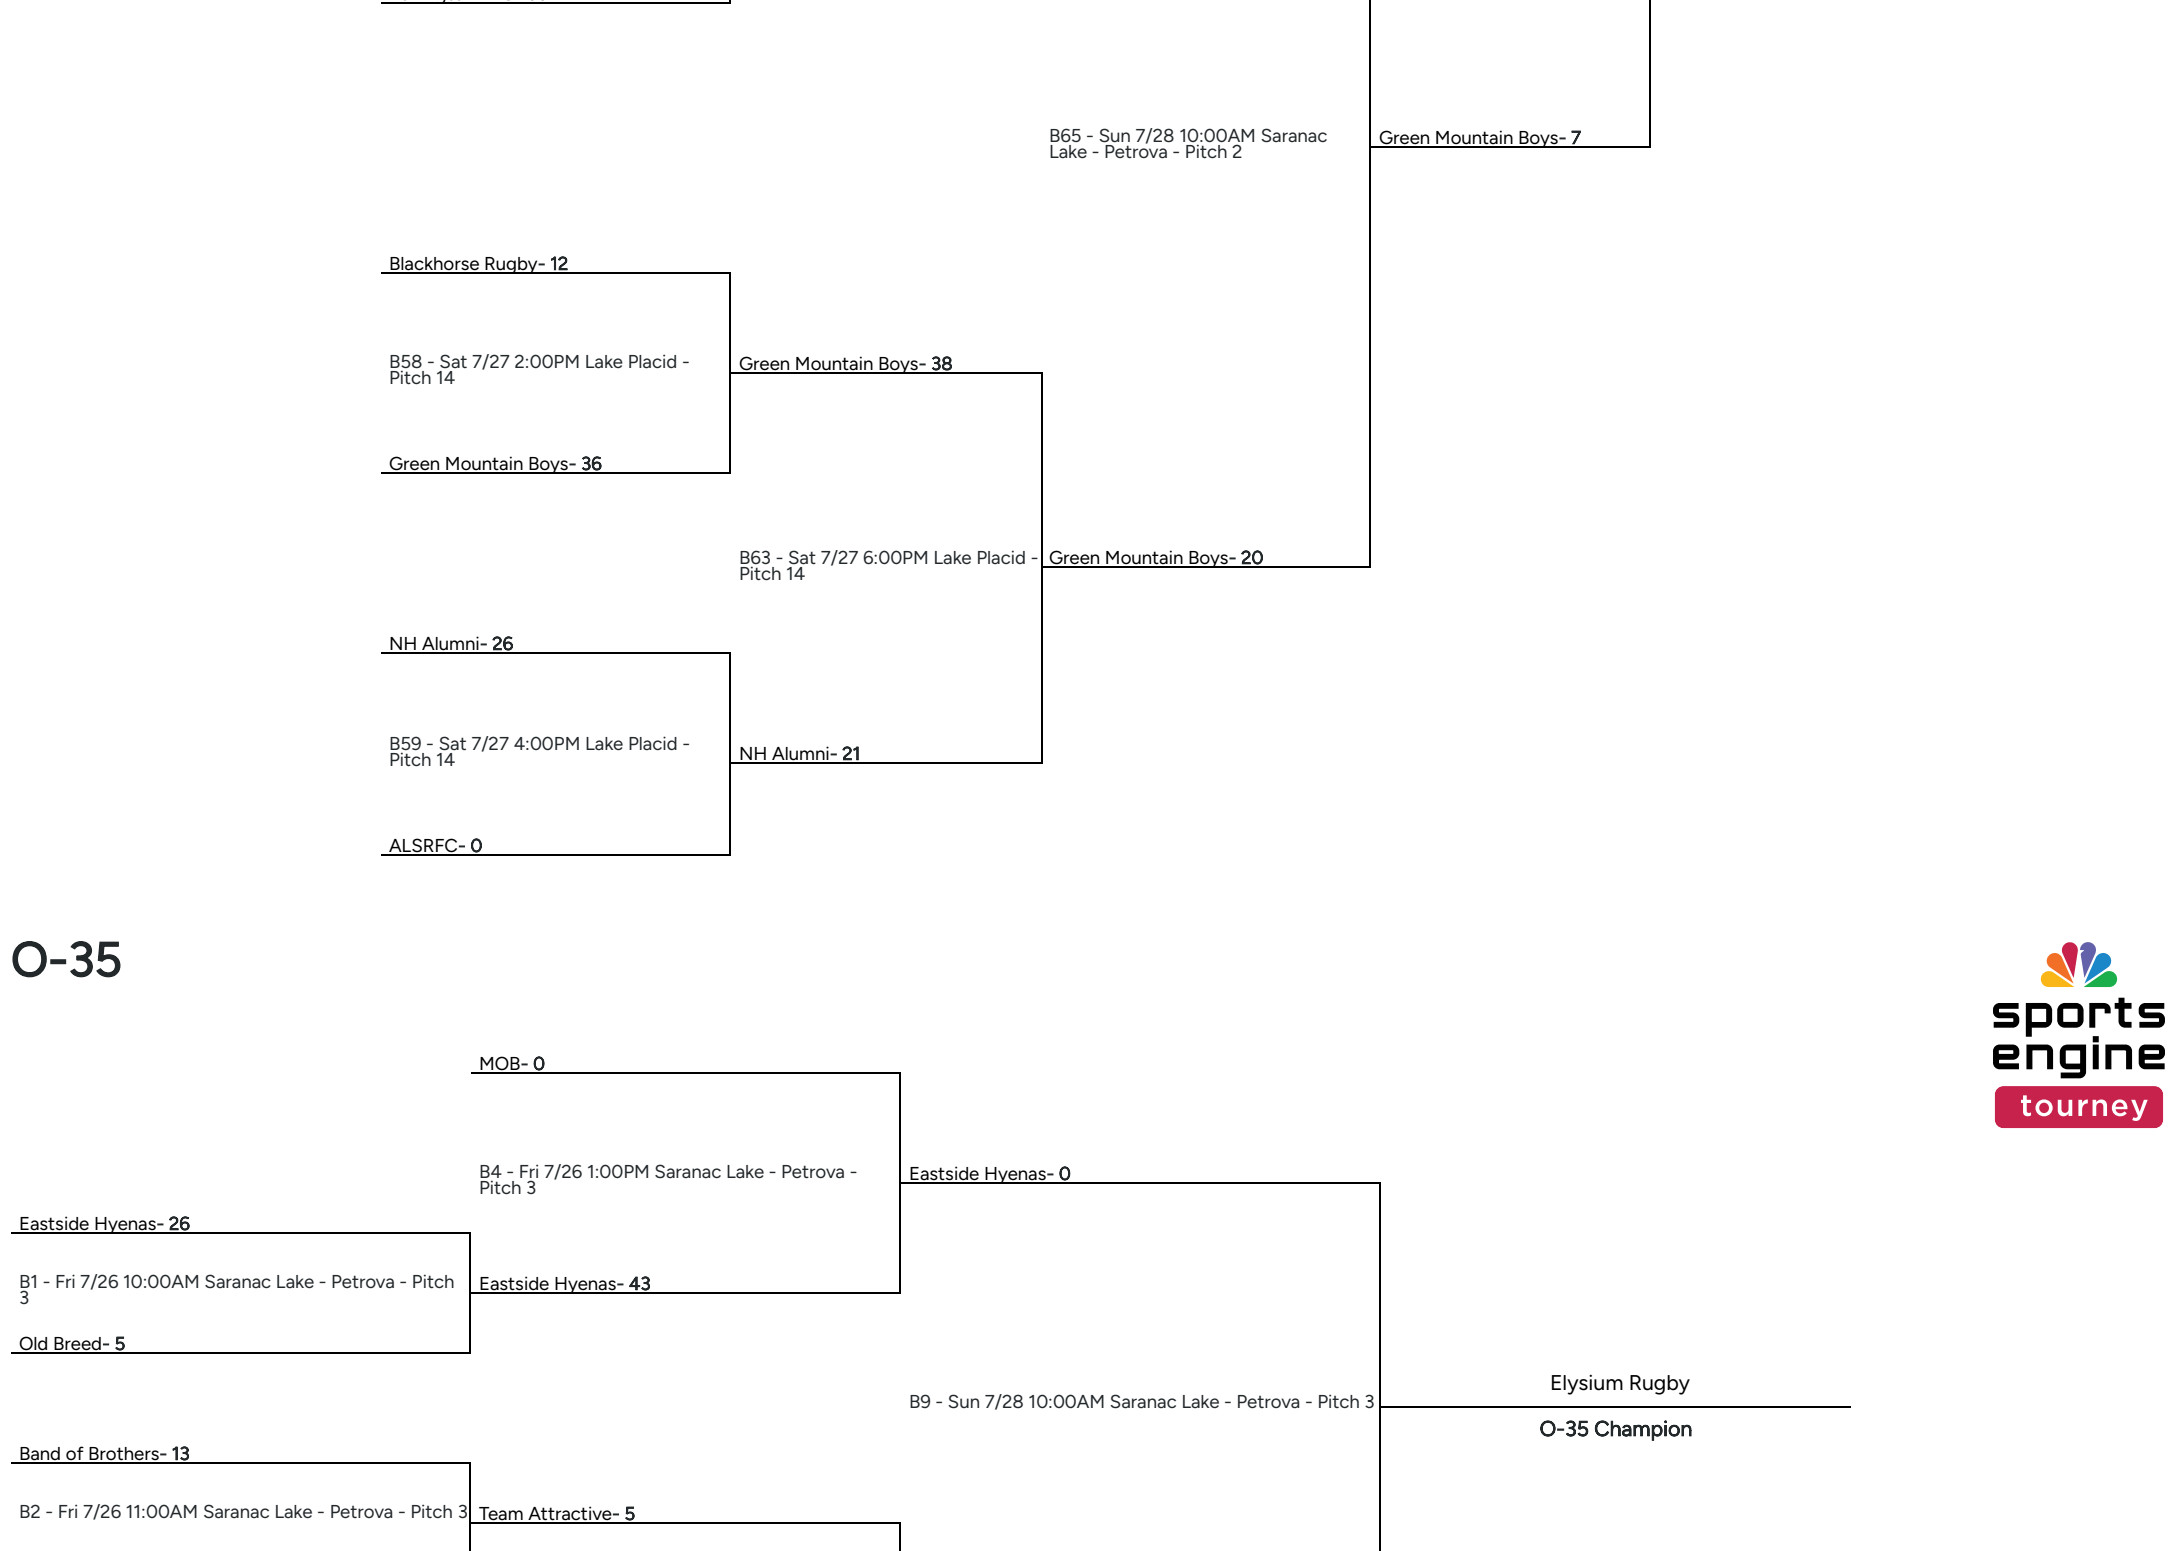 B65 - Sun 7/28 10:00AM Saranac
Lake - Petrova - Pitch 2
Green Mountain Boys- 7
Blackhorse Rugby- 12
B58 - Sat 7/27 2:00PM Lake Placid -
Pitch 14
Green Mountain Boys- 38
Green Mountain Boys- 36
B63 - Sat 7/27 6:00PM Lake Placid -
Pitch 14
Green Mountain Boys- 20
NH Alumni- 26
B59 - Sat 7/27 4:00PM Lake Placid -
Pitch 14
NH Alumni- 21
ALSRFC- 0
O-35
sports
engine
tourney
MOB- 0
B4 - Fri 7/26 1:00PM Saranac Lake - Petrova -
Pitch 3
Eastside Hyenas- 0
Eastside Hyenas- 26
B1 - Fri 7/26 10:00AM Saranac Lake - Petrova - Pitch
3
Eastside Hyenas- 43
Old Breed- 5
B9 - Sun 7/28 10:00AM Saranac Lake - Petrova - Pitch 3
Elysium Rugby
O-35 Champion
Band of Brothers- 13
B2 - Fri 7/26 11:00AM Saranac Lake - Petrova - Pitch 3
Team Attractive- 5